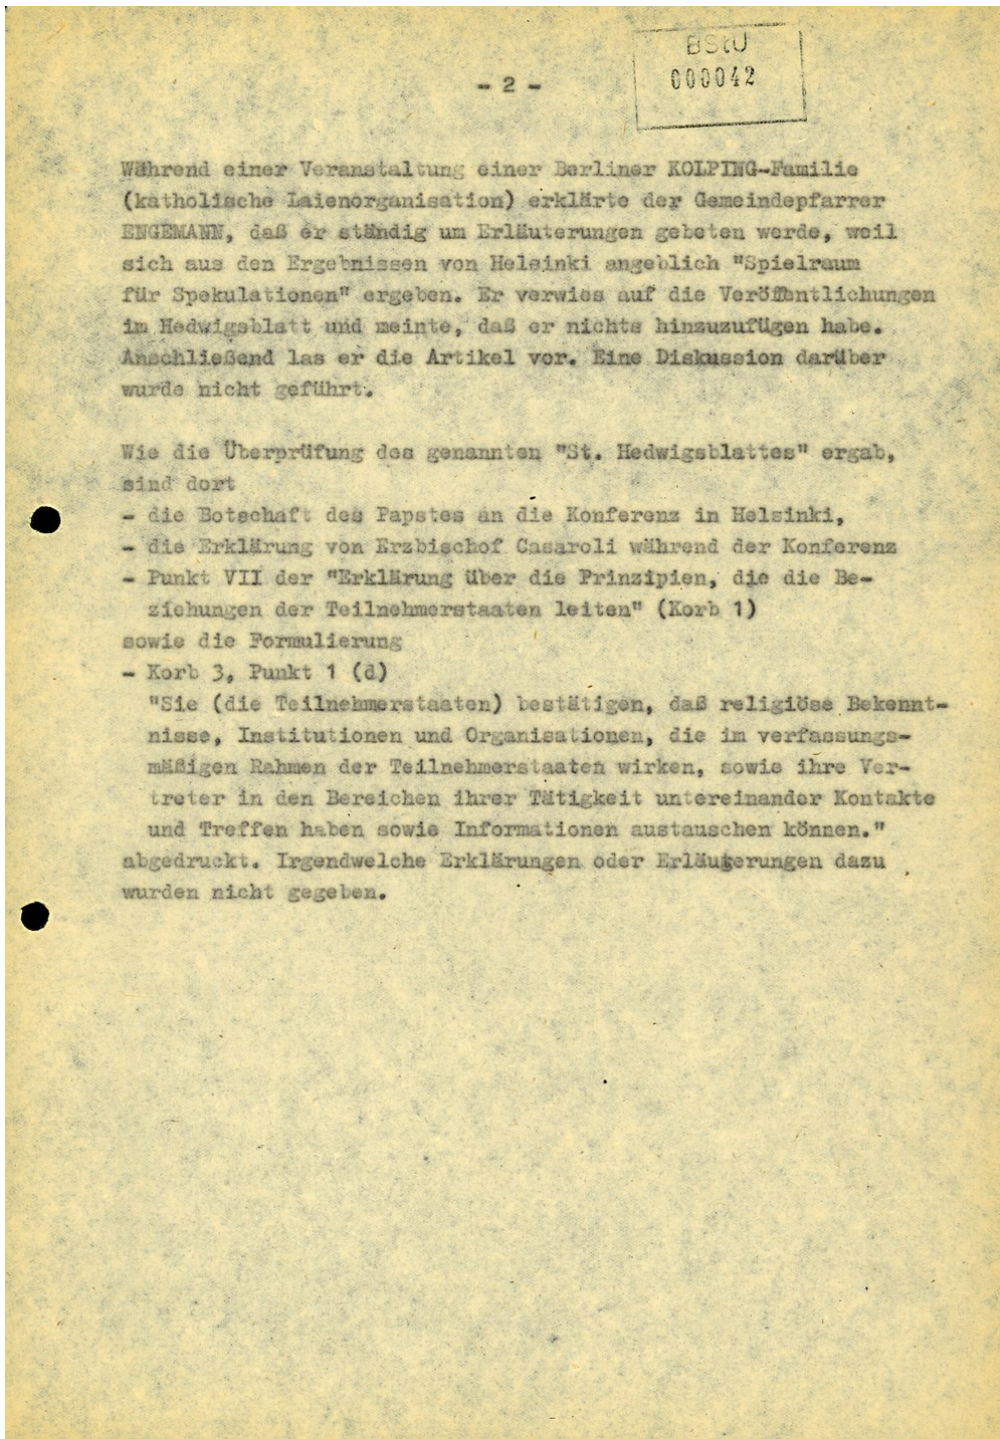 BStU
000042
- 2 -
Während einer Veranstaltung einer Berliner KOLPING-Familie
(katholische Laienorganisation) erklärte der Gemeindepfarrer
ENGEMANN, daß er ständig um Erläuterungen gebeten werde, weil
sich aus den Ergebnissen von Helsinki angeblich "Spielraum
für Spekulationen" ergeben. Er verwies auf die Veröffentlichungen
im Hedwigsblatt und meinte, daß er nichts hinzuzufügen habe.
Anschließend las er die Artikel vor. Eine Diskussion darüber
wurde nicht geführt.
Wie die Überprüfung des genannten "St. Hedwigsblattes" ergab,
sind dort
- die Botschaft des Papstes an die Konferenz in Helsinki,
- die Erklärung von Erzbischof Casaroli während der Konferenz
- Punkt VII der "Erklärung über die Prinzipien, die die Be-
ziehungen der Teilnehmerstaaten leiten" (Korb 1)
sowie die Formulierung
- Korb 3, Punkt 1 (d)
"Sie (die Teilnehmerstaaten) bestätigen, daß religiöse Bekennt-
nisse, Institutionen und Organisationen, die im verfassungs-
mäßigen Rahmen der Teilnehmerstaaten wirken, sowie ihre Ver-
treter in den Bereichen ihrer Tätigkeit untereinander Kontakte
und Treffen haben sowie Informationen austauschen können."
abgedruckt. Irgendwelche Erklärungen oder Erläuterungen dazu
wurden nicht gegeben.